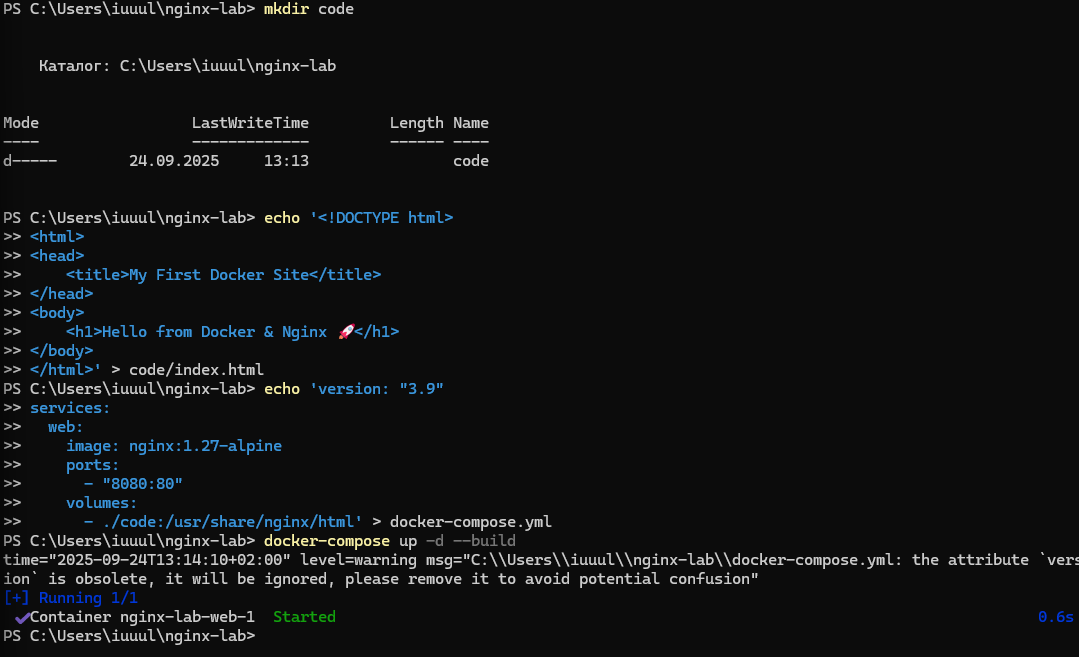 PS C:\Users\iuuul\nginx-lab> mkdir code
    Каталог: C:\Users\iuuul\nginx-lab
Mode                 LastWriteTime         Length Name
----                 -------------         ------ ----
d-----        24.09.2025     13:13                code
PS C:\Users\iuuul\nginx-lab> echo '<!DOCTYPE html>
>> <html>
>> <head>
>>     <title>My First Docker Site</title>
>> </head>
>> <body>
>>     <h1>Hello from Docker & Nginx 🚀</h1>
>> </body>
>> </html>' > code/index.html
PS C:\Users\iuuul\nginx-lab> echo 'version: "3.9"
>> services:
>>   web:
>>     image: nginx:1.27-alpine
>>     ports:
>>       - "8080:80"
>>     volumes:
>>       - ./code:/usr/share/nginx/html' > docker-compose.yml
PS C:\Users\iuuul\nginx-lab> docker-compose up -d --build
time="2025-09-24T13:14:10+02:00" level=warning msg="C:\\Users\\iuuul\\nginx-lab\\docker-compose.yml: the attribute `vers
ion` is obsolete, it will be ignored, please remove it to avoid potential confusion"
[+] Running 1/1
 ✔Container nginx-lab-web-1  Started 0.6s
PS C:\Users\iuuul\nginx-lab>